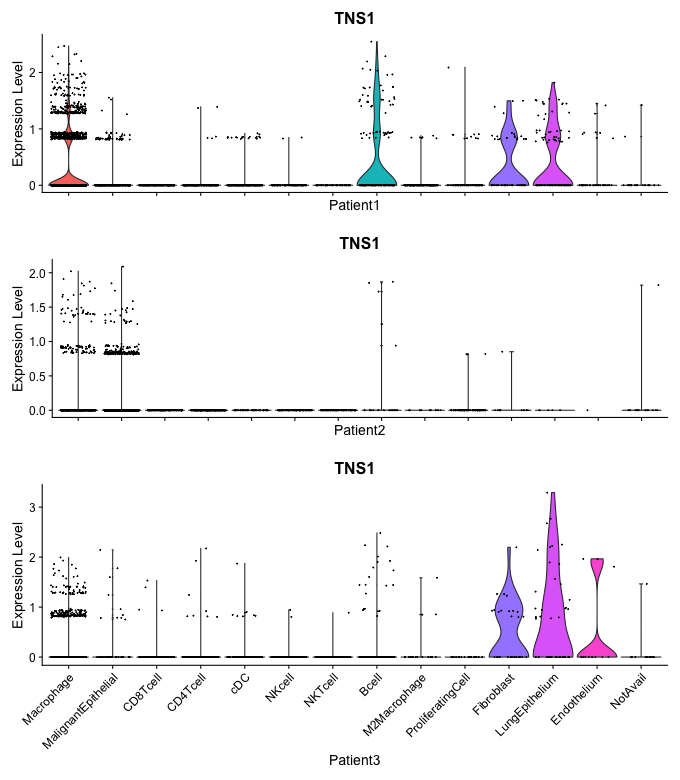 TNS1
Expression Level
2
1
0
Patient1
TNS1
Expression Level
2.0
1.5
1.0
0.5
0.0
Patient2
TNS1
Expression Level
3
2
1
0
Macrophage
MalignantEpithelial
CD8Tcell
CD4Tcell
cDC
NKcell
NKTcell
Bcell
M2Macrophage
ProliferatingCell
Fibroblast
LungEpithelium
Endothelium
NotAvail
Patient3